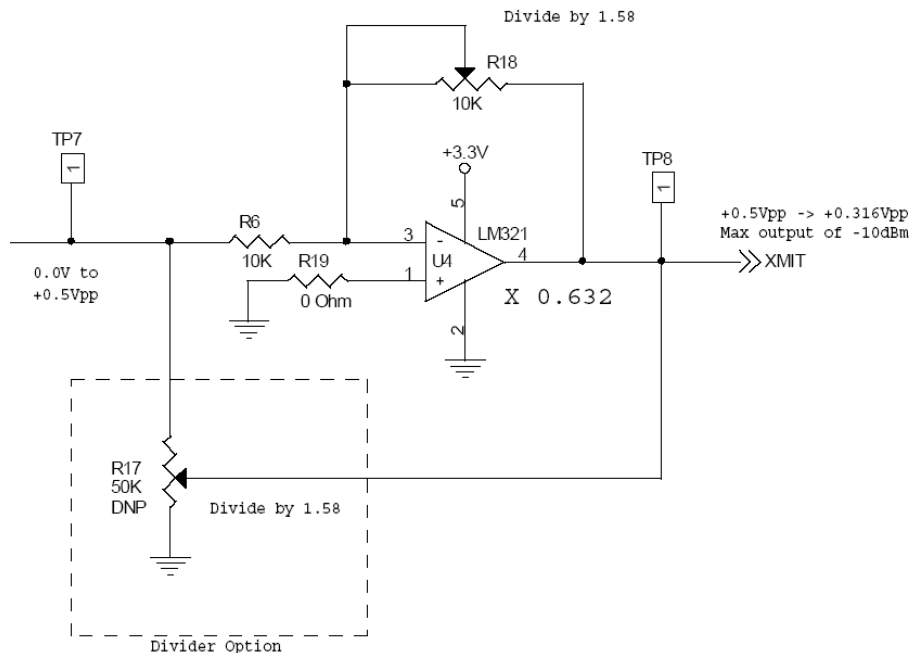 Divide by 1.58
R18
10K
TP7
1
+3.3V
TP8
1
5
+0.5Vpp -> +0.316Vpp
Max output of -10dBm
R6
10K
3
-
LM321
U4
4
XMIT
R19
0 Ohm
1
+
X 0.632
0.0V to
+0.5Vpp
2
R17
50K
DNP
Divide by 1.58
Divider Option